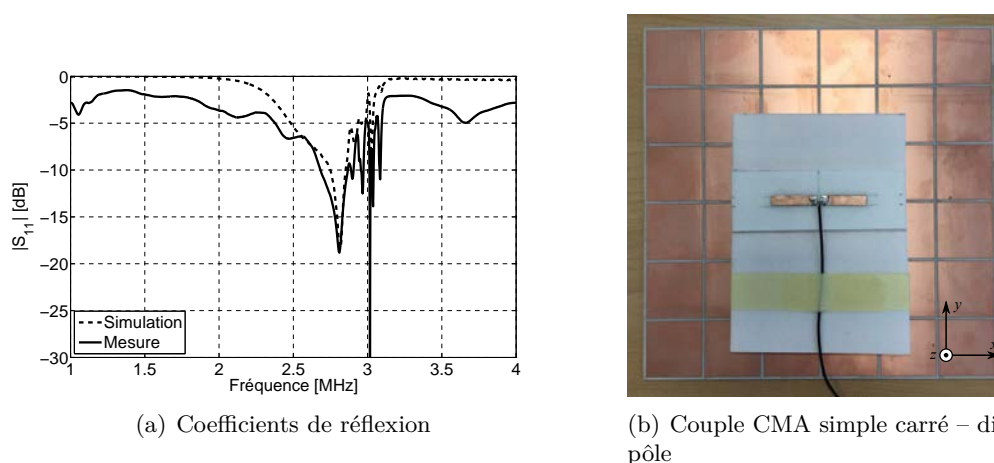 0
−5
−10
−15
−20
−25
−30
|S11| [dB]
Simulation
Mesure
1
1.5
2
2.5
3
3.5
4
Fréquence [MHz]
y
z
(a) Coefficients de réflexion
(b) Couple CMA simple carré – di
pôle